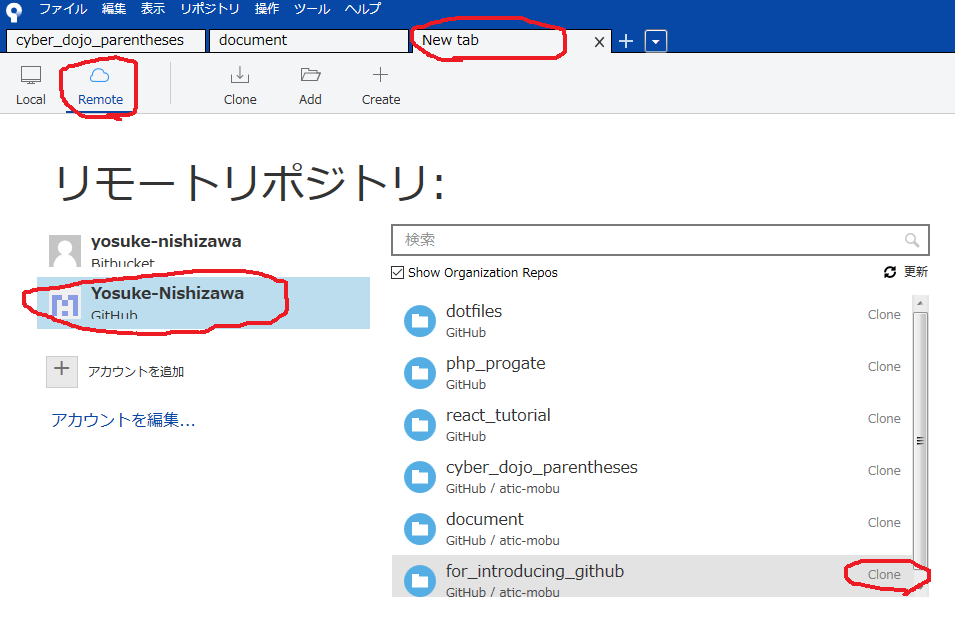 ファイル 編集 表示 リポジトリ 操作 ツール ヘルプ
cyber_dojo_parentheses document New tab
Local Remote Clone Add Create
リモートリポジトリ:
yosuke-nishizawa
Bitbucket
Yosuke-Nishizawa
GitHub
アカウントを追加
アカウントを編集...
検索
Show Organization Repos 更新
dotfiles Clone
GitHub
php_progate Clone
GitHub
react_tutorial Clone
GitHub
cyber_dojo_parentheses Clone
GitHub / atic-mobu
document Clone
GitHub / atic-mobu
for_introducing_github Clone
GitHub / atic-mobu